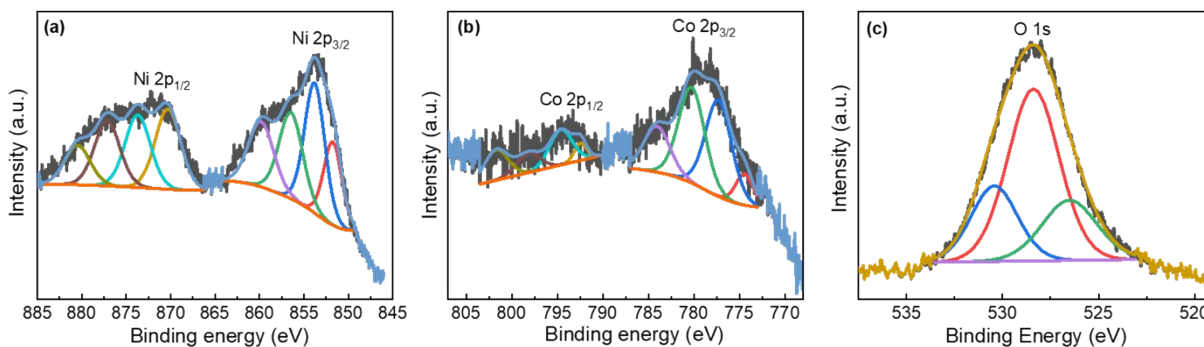 (a)
Ni 2p3/2
Ni 2p1/2
Intensity (a.u.)
885 880 875 870 865 860 855 850 845
Binding energy (eV)
(b)
Co 2p3/2
Co 2p1/2
Intensity (a.u.)
805 800 795 790 785 780 775 770
Binding energy (eV)
(c)
O 1s
Intensity (a.u.)
535 530 525 520
Binding Energy (eV)